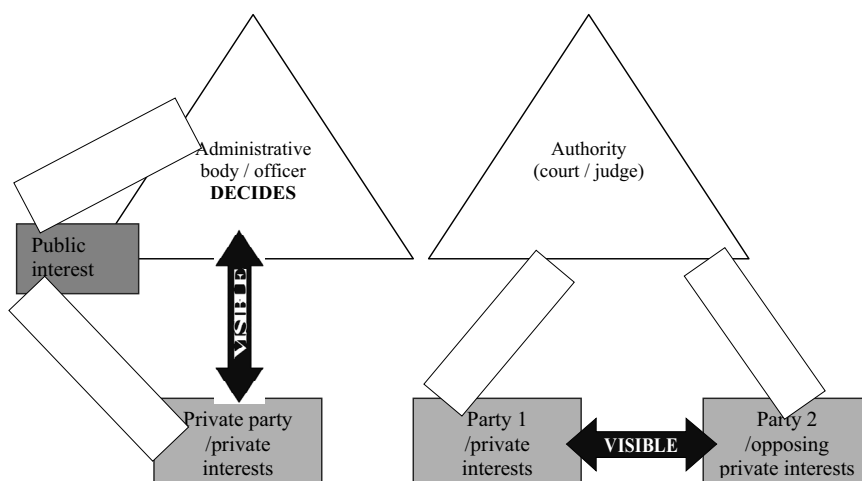 Administrative
body / officer
DECIDES
Public
interest
VISIBLE
Private party
/private
interests
Authority
(court / judge)
Party 1
/private
interests
VISIBLE
Party 2
/opposing
private interests